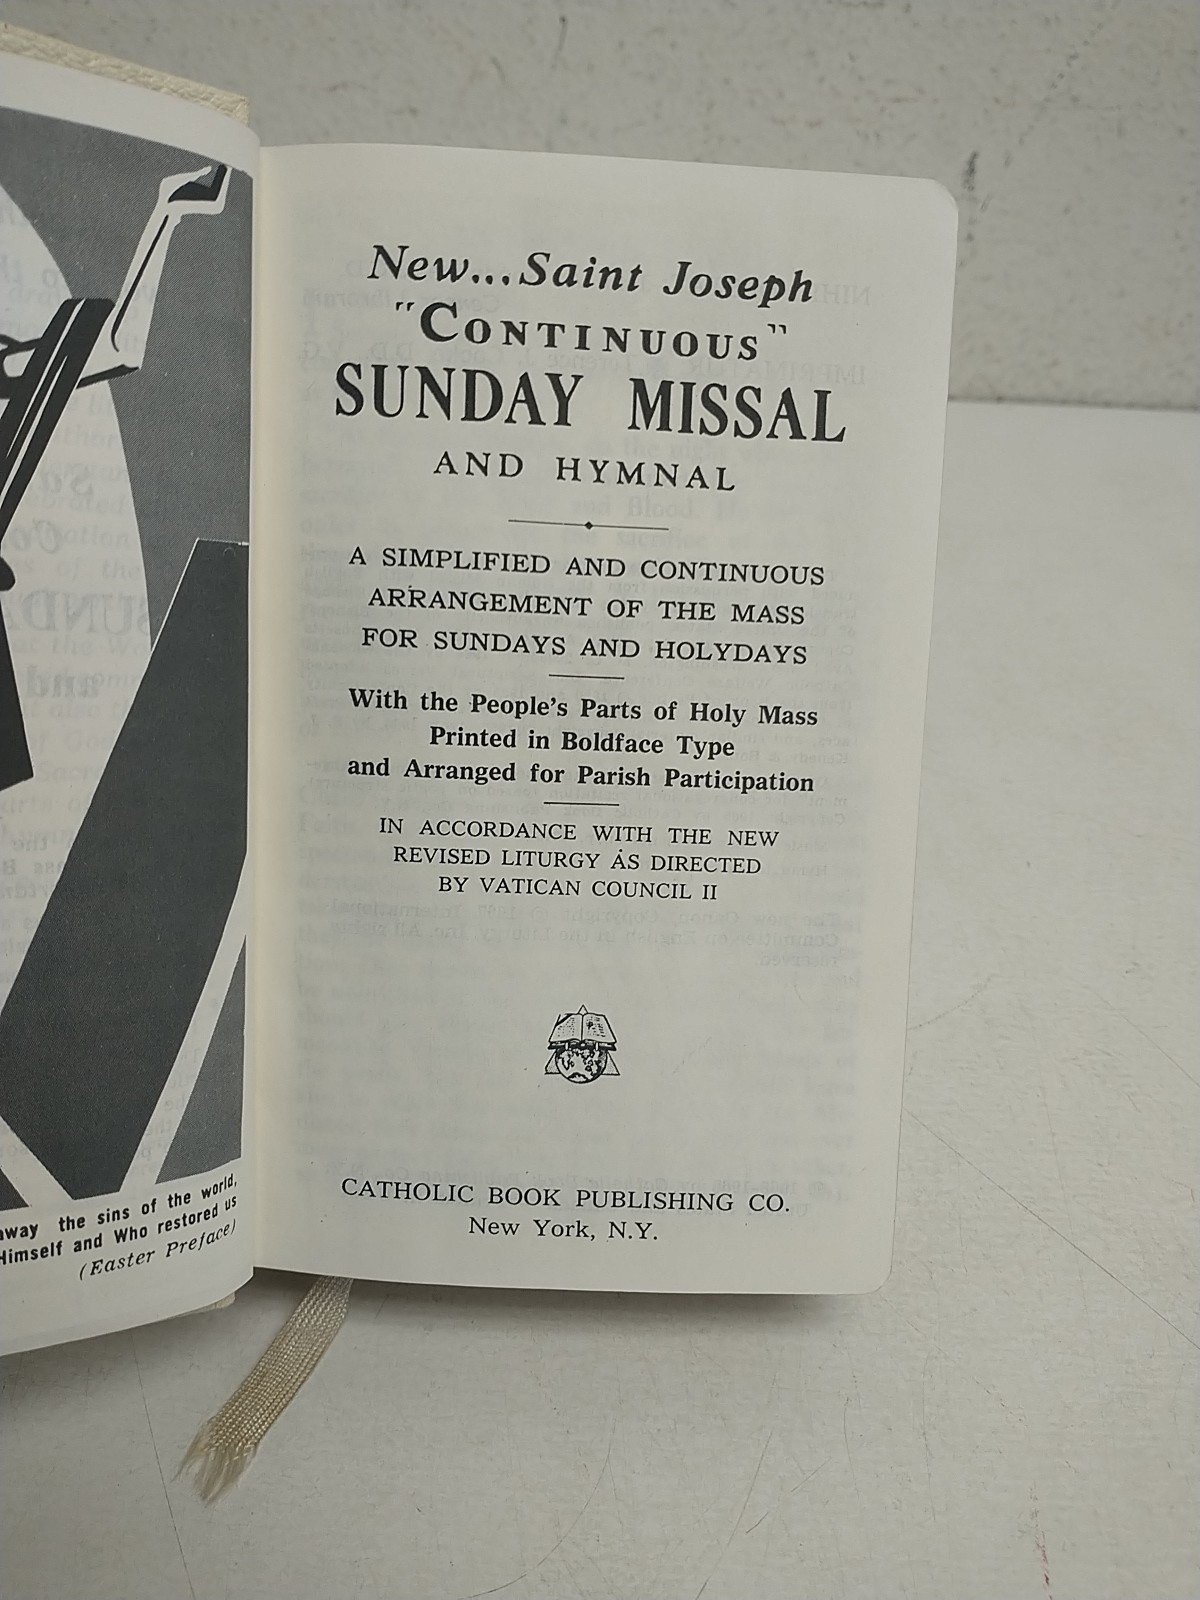 away the sins of the world,
Himself and Who restored us
(Easter Preface)
New...Saint Joseph
"CONTINUOUS"
SUNDAY MISSAL
AND HYMNAL
A SIMPLIFIED AND CONTINUOUS
ARRANGEMENT OF THE MASS
FOR SUNDAYS AND HOLYDAYS
With the People's Parts of Holy Mass
Printed in Boldface Type
and Arranged for Parish Participation
IN ACCORDANCE WITH THE NEW
REVISED LITURGY AS DIRECTED
BY VATICAN COUNCIL II
CATHOLIC BOOK PUBLISHING CO.
New York, N.Y.